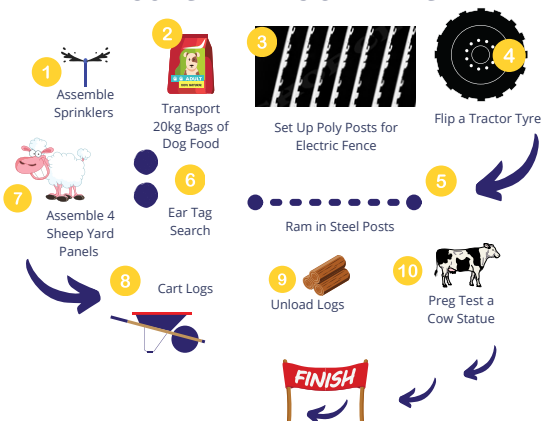 1
Assemble
Sprinklers
2
Transport
20kg Bags of
Dog Food
3
Set Up Poly Posts for
Electric Fence
4
Flip a Tractor Tyre
5
Ram in Steel Posts
6
Ear Tag
Search
7
Assemble 4
Sheep Yard
Panels
8
Cart Logs
9
Unload Logs
10
Preg Test a
Cow Statue
FINISH